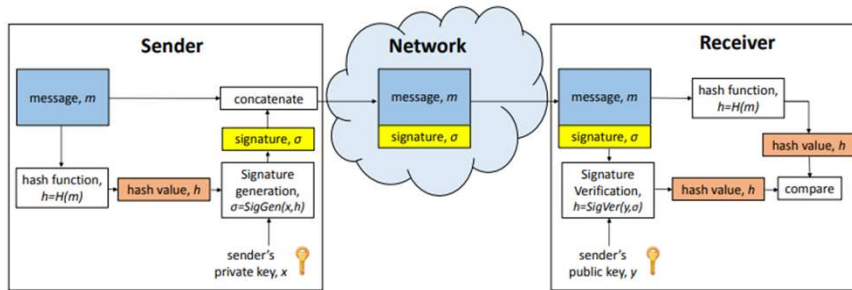 Sender
message, m
concatenate
signature, σ
hash function,
h=H(m)
hash value, h
Signature
generation,
σ=SigGen(x,h)
sender's
private key, x
Network
message, m
signature, σ
Receiver
message, m
signature, σ
hash function,
h=H(m)
hash value, h
Signature
Verification,
h=SigVer(y,σ)
hash value, h
compare
sender's
public key, y